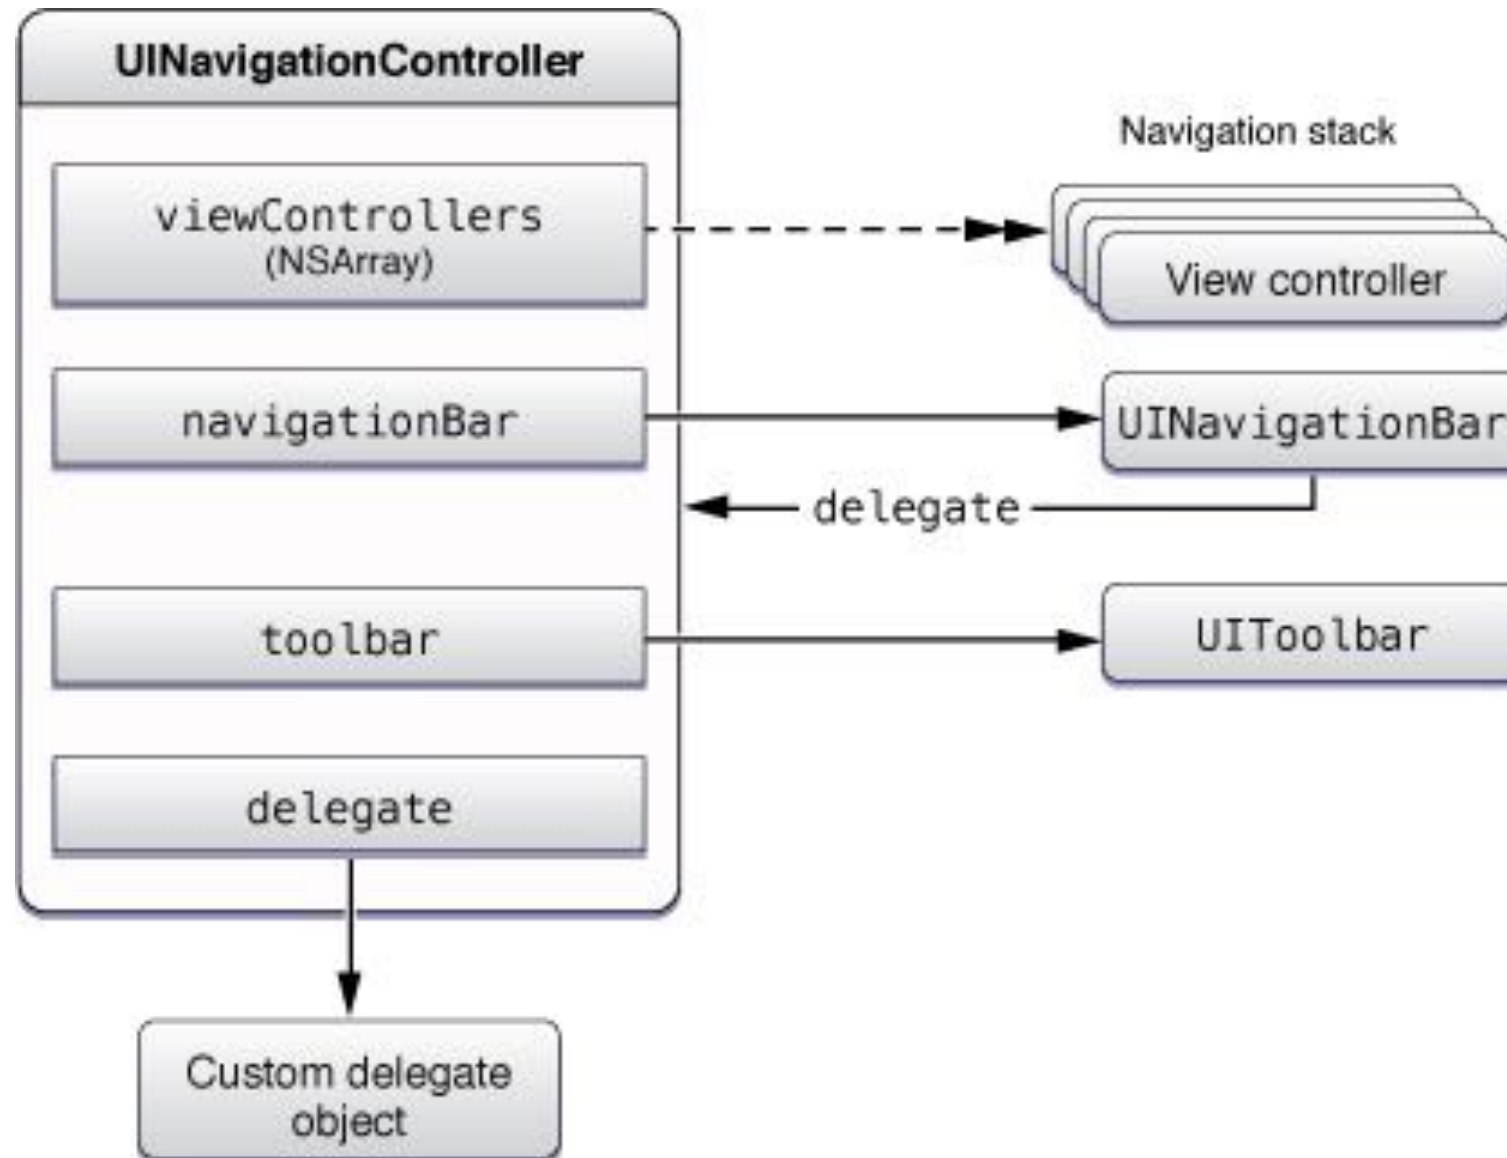 UINavigationController
Navigation stack
viewControllers
(NSArray)
View controller
navigationBar
UINavigationBar
delegate
toolbar
UIToolbar
delegate
Custom delegate
object